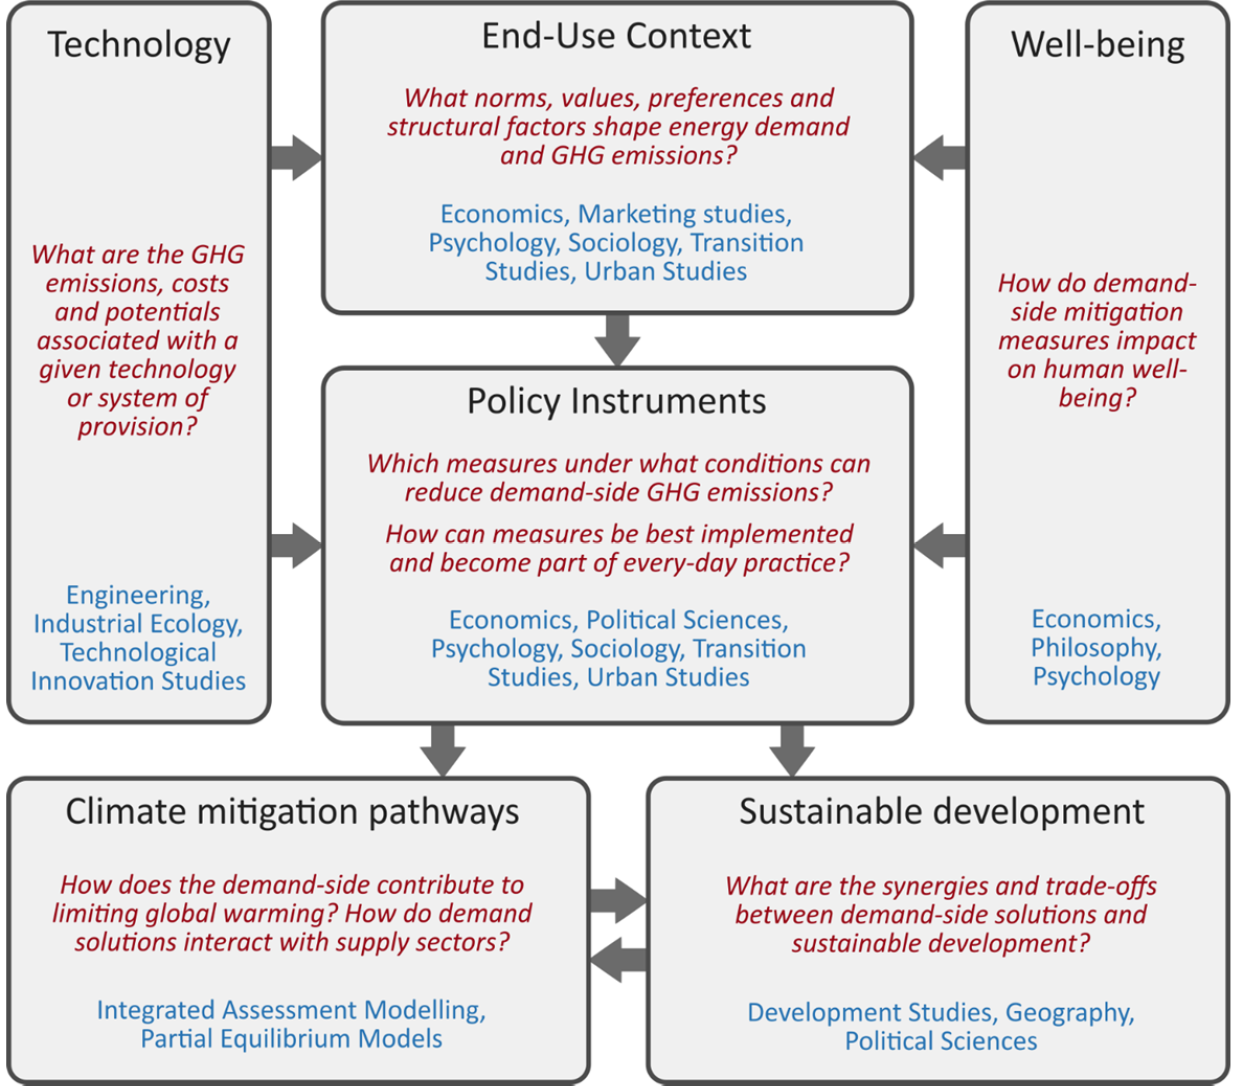 Technology
What are the GHG
emissions, costs
and potentials
associated with a
given technology
or system of
provision?
Engineering,
Industrial Ecology,
Technological
Innovation Studies
End-Use Context
What norms, values, preferences and
structural factors shape energy demand
and GHG emissions?
Economics, Marketing studies,
Psychology, Sociology, Transition
Studies, Urban Studies
Well-being
How do demand-
side mitigation
measures impact
on human well-
being?
Economics,
Philosophy,
Psychology
Policy Instruments
Which measures under what conditions can
reduce demand-side GHG emissions?
How can measures be best implemented
and become part of every-day practice?
Economics, Political Sciences,
Psychology, Sociology, Transition
Studies, Urban Studies
Climate mitigation pathways
How does the demand-side contribute to
limiting global warming? How do demand
solutions interact with supply sectors?
Integrated Assessment Modelling,
Partial Equilibrium Models
Sustainable development
What are the synergies and trade-offs
between demand-side solutions and
sustainable development?
Development Studies, Geography,
Political Sciences